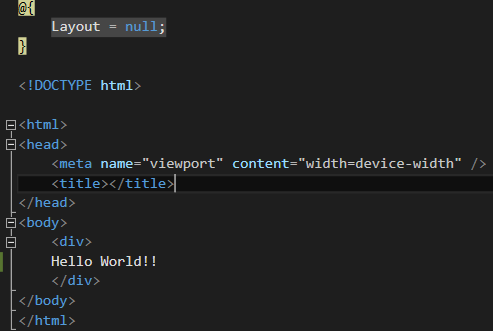 @{
    Layout = null;
}
<!DOCTYPE html>
<html>
<head>
    <meta name="viewport" content="width=device-width" />
    <title></title>
</head>
<body>
    <div>
    Hello World!!
    </div>
</body>
</html>